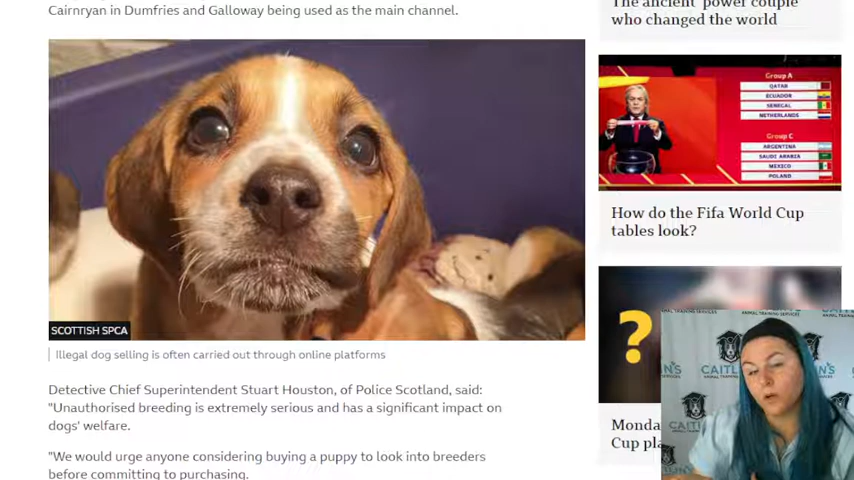 Cairnryan in Dumfries and Galloway being used as the main channel.
SCOTTISH SPCA
Illegal dog selling is often carried out through online platforms
Detective Chief Superintendent Stuart Houston, of Police Scotland, said:
"Unauthorised breeding is extremely serious and has a significant impact on
dogs' welfare.
"We would urge anyone considering buying a puppy to look into breeders
before committing to purchasing.
The ancient 'power couple'
who changed the world
Group A
QATAR
ECUADOR
SENEGAL
NETHERLANDS
Group C
ARGENTINA
SAUDI ARABIA
MEXICO
POLAND
How do the Fifa World Cup
tables look?
?
Monda
Cup pla
ANIMAL TRAINING SERVICES
CAITLIN'S